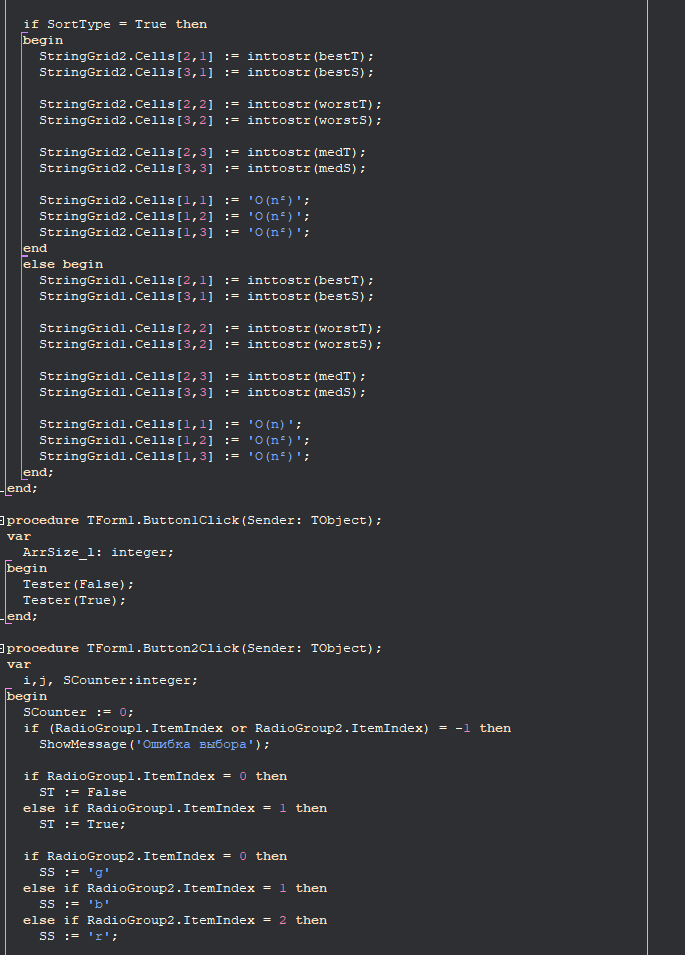 if SortType = True then
begin
StringGrid2.Cells[2,1] := inttostr(bestT);
StringGrid2.Cells[3,1] := inttostr(bestS);
StringGrid2.Cells[2,2] := inttostr(worstT);
StringGrid2.Cells[3,2] := inttostr(worstS);
StringGrid2.Cells[2,3] := inttostr(medT);
StringGrid2.Cells[3,3] := inttostr(medS);
StringGrid2.Cells[1,1] := 'O(n²)';
StringGrid2.Cells[1,2] := 'O(n²)';
StringGrid2.Cells[1,3] := 'O(n²)';
end
else begin
StringGrid1.Cells[2,1] := inttostr(bestT);
StringGrid1.Cells[3,1] := inttostr(bestS);
StringGrid1.Cells[2,2] := inttostr(worstT);
StringGrid1.Cells[3,2] := inttostr(worstS);
StringGrid1.Cells[2,3] := inttostr(medT);
StringGrid1.Cells[3,3] := inttostr(medS);
StringGrid1.Cells[1,1] := 'O(n)';
StringGrid1.Cells[1,2] := 'O(n²)';
StringGrid1.Cells[1,3] := 'O(n²)';
end;
end;
procedure TForm1.Button1Click(Sender: TObject);
var
ArrSize_1: integer;
begin
Tester(False);
Tester(True);
end;
procedure TForm1.Button2Click(Sender: TObject);
var
i,j, SCounter:integer;
begin
SCounter := 0;
if (RadioGroup1.ItemIndex or RadioGroup2.ItemIndex) = -1 then
ShowMessage('Ошибка выбора');
if RadioGroup1.ItemIndex = 0 then
ST := False
else if RadioGroup1.ItemIndex = 1 then
ST := True;
if RadioGroup2.ItemIndex = 0 then
SS := 'g'
else if RadioGroup2.ItemIndex = 1 then
SS := 'b'
else if RadioGroup2.ItemIndex = 2 then
SS := 'r';